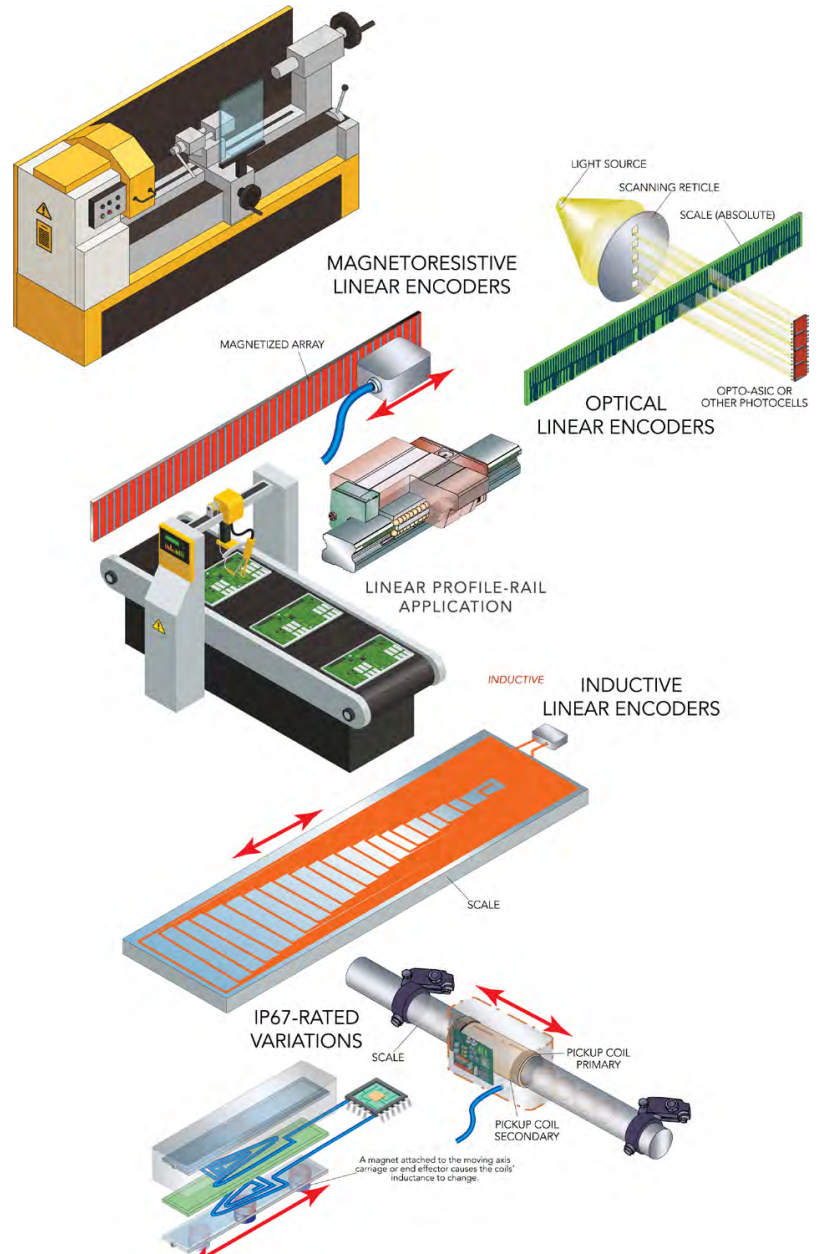 LIGHT SOURCE
SCANNING RETICLE
SCALE (ABSOLUTE)
MAGNETORESISTIVE
LINEAR ENCODERS
MAGNETIZED ARRAY
OPTO-ASIC OR
OTHER PHOTOCELLS
OPTICAL
LINEAR ENCODERS
LINEAR PROFILE-RAIL
APPLICATION
INDUCTIVE
INDUCTIVE
LINEAR ENCODERS
SCALE
IP67-RATED
VARIATIONS
SCALE
PICKUP COIL
PRIMARY
PICKUP COIL
SECONDARY
A magnet attached to the moving axis
carriage or end effector causes the coils'
inductance to change.